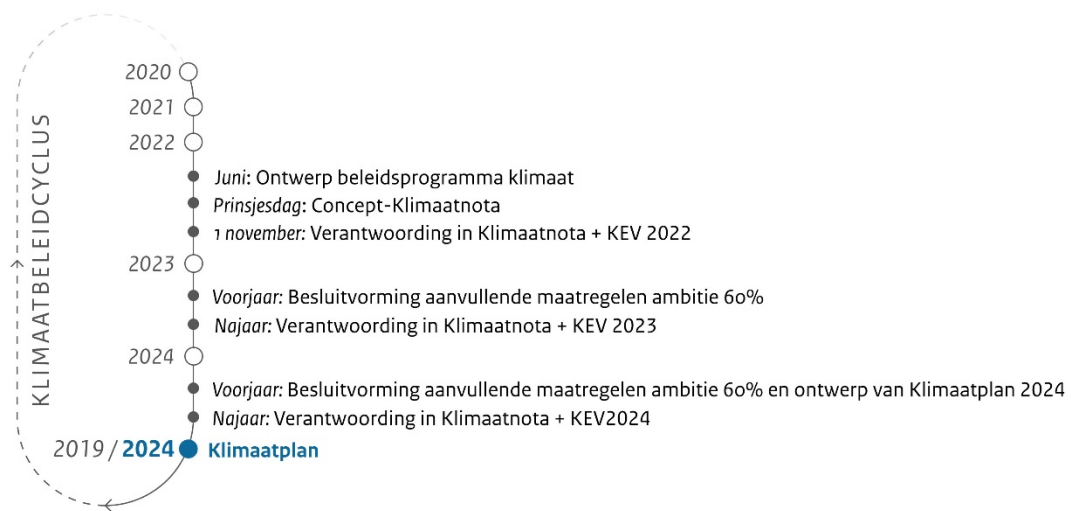 KLIMAATBELEIDCYCLUS
2020
2021
2022
Juni: Ontwerp beleidsprogramma klimaat
Prinsjesdag: Concept-Klimaatnota
1 november: Verantwoording in Klimaatnota + KEV 2022
2023
Voorjaar: Besluitvorming aanvullende maatregelen ambitie 60%
Najaar: Verantwoording in Klimaatnota + KEV 2023
2024
Voorjaar: Besluitvorming aanvullende maatregelen ambitie 60% en ontwerp van Klimaatplan 2024
Najaar: Verantwoording in Klimaatnota + KEV2024
2019 / 2024 Klimaatplan